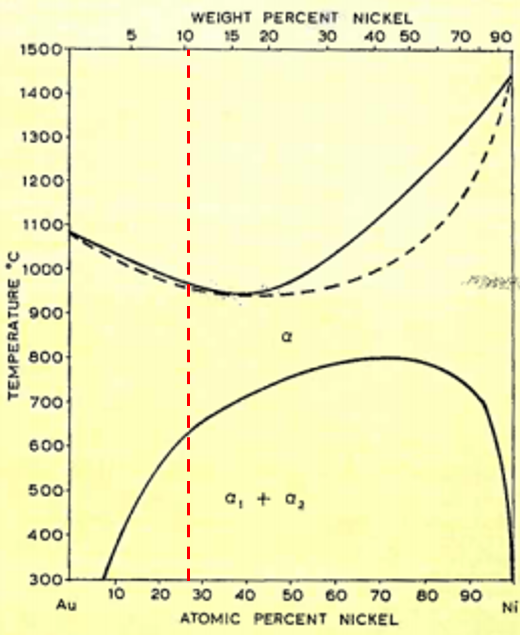 WEIGHT PERCENT NICKEL
5 10 15 20 30 40 50 70 90
1500
1400
1300
1200
1100
1000
900
800
700
600
500
400
300
TEMPERATURE °C
α
α₁ + α₂
Au 10 20 30 40 50 60 70 80 90 Ni
ATOMIC PERCENT NICKEL